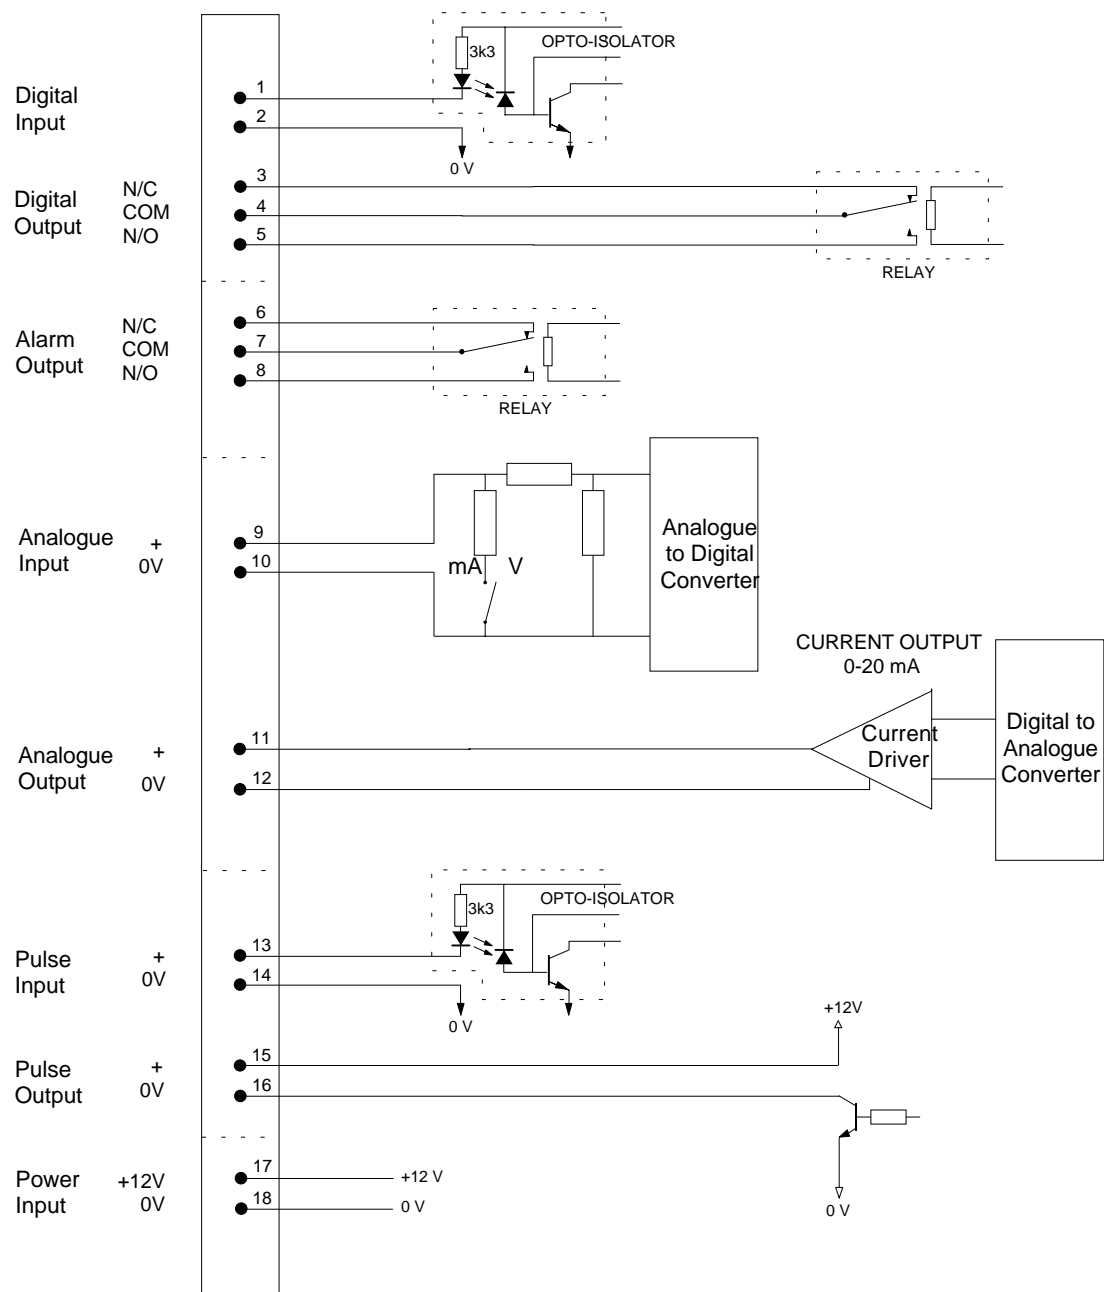 3k3
OPTO-ISOLATOR
Digital
Input
1
2
0 V
Digital
Output
N/C
COM
N/O
3
4
5
RELAY
Alarm
Output
N/C
COM
N/O
6
7
8
RELAY
Analogue
Input
+
0V
9
10
mA V
Analogue
to Digital
Converter
CURRENT OUTPUT
0-20 mA
Analogue
Output
+
0V
11
12
Current
Driver
Digital to
Analogue
Converter
3k3
OPTO-ISOLATOR
Pulse
Input
+
0V
13
14
0 V
Pulse
Output
+
0V
15
16
+12V
0 V
Power
Input
+12V
0V
17
18
+12 V
0 V